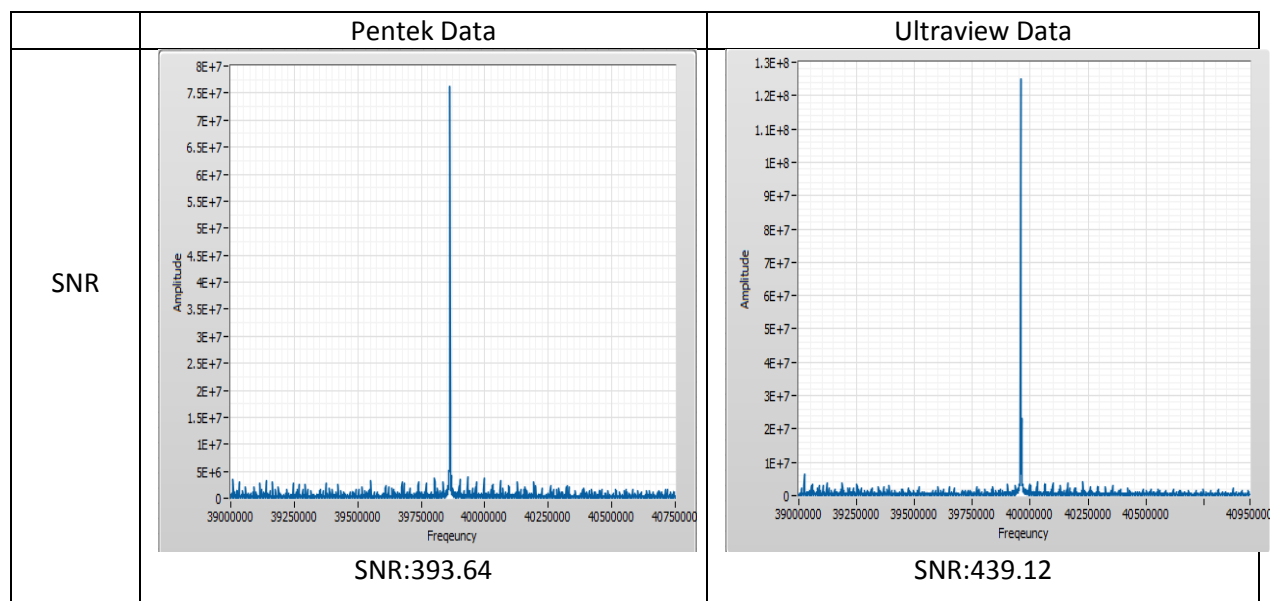 Pentek Data
Ultraview Data
SNR
8E+7
7.5E+7
7E+7
6.5E+7
6E+7
5.5E+7
5E+7
4.5E+7
4E+7
3.5E+7
3E+7
2.5E+7
2E+7
1.5E+7
1E+7
5E+6
0
Amplitude
39000000 39250000 39500000 39750000 40000000 40250000 40500000 40750000
Freqeuncy
SNR:393.64
1.3E+8
1.2E+8
1.1E+8
1E+8
9E+7
8E+7
7E+7
6E+7
5E+7
4E+7
3E+7
2E+7
1E+7
0
Amplitude
39000000 39250000 39500000 39750000 40000000 40250000 40500000 40950000
Freqeuncy
SNR:439.12